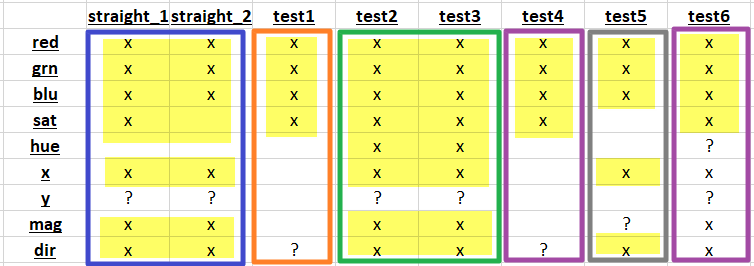 straight_1 straight_2 test1 test2 test3 test4 test5 test6
red x x x x x x x x
grn x x x x x x x x
blu x x x x x x x x
sat x x x x x x
hue x x ?
x x x x x x x
y ? ? ? ? ?
mag x x x x ? x
dir x x ? x x ? x x